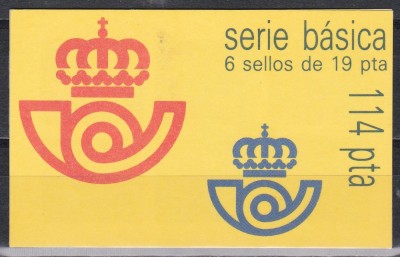 serie básica
6 sellos de 19 pta
114 pta